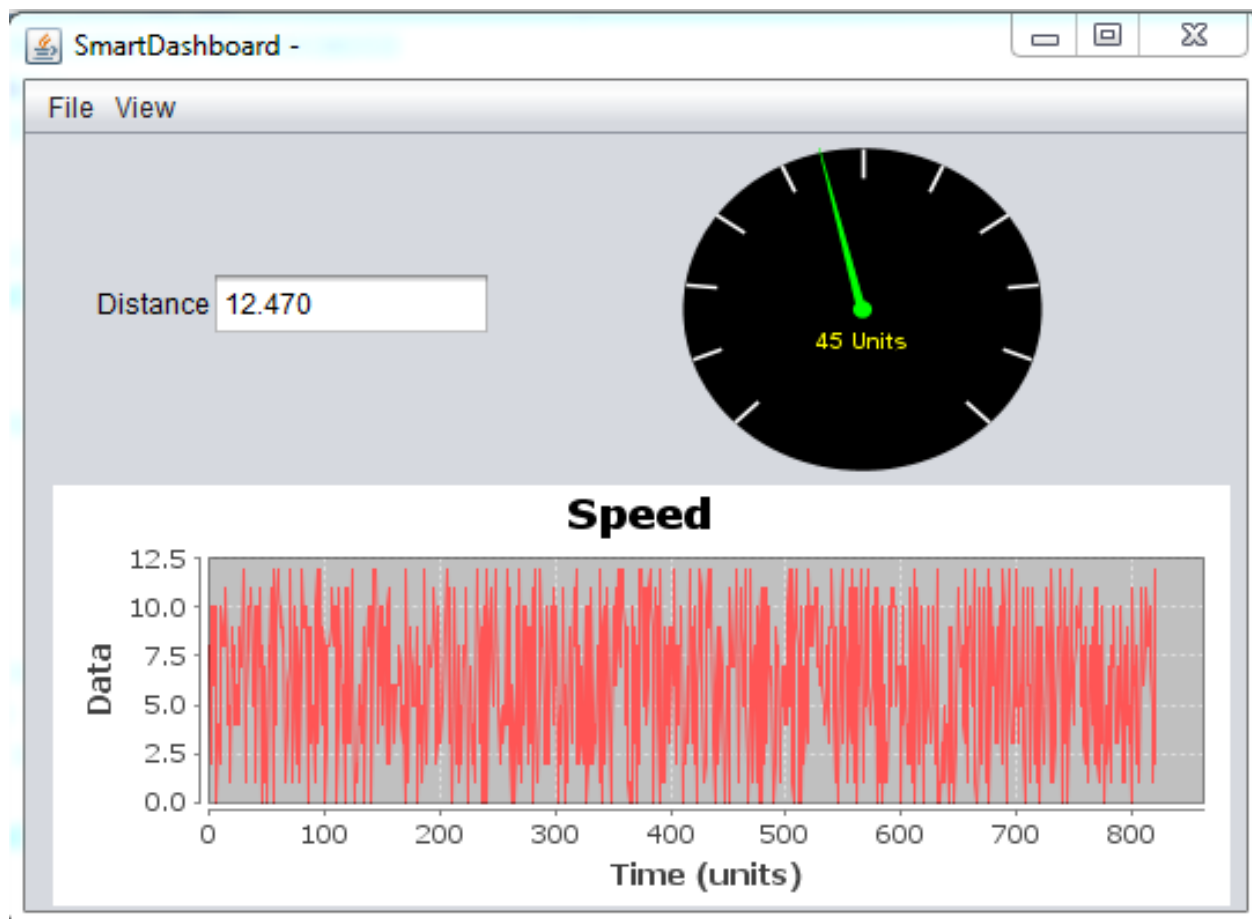 SmartDashboard -
File View
Distance 12.470
45 Units
Speed
12.5
10.0
7.5
5.0
2.5
0.0
Data
0 100 200 300 400 500 600 700 800
Time (units)